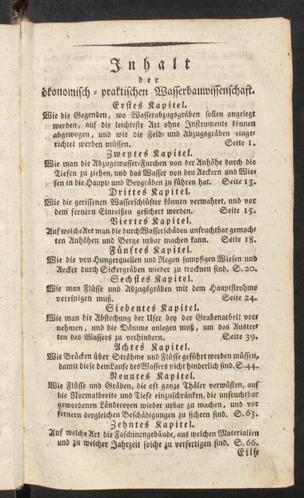 Inhalt
der
ökonomisch-praktischen Wasserbauwissenschaft.
Erstes Kapitel.
Wie die Gegenden, wo Wasserabzugsgräben sollen angelegt
werden, auf die leichteste Art ohne Instrumente können
abgewogen, und wie die Feld- und Abzugsgräben einge-
richtet werden müssen. Seite 1.
Zweytes Kapitel.
Wie man die Abzugswasser-Furchen von der Anhöhe durch die
Tiefen zu ziehen, und das Wasser von den Aeckern und Wie-
sen in die Haupt- und Beygräben zu führen hat. Seite 13.
Drittes Kapitel.
Wie die gerissenen Wasserschlüfter können verwahret, und vor
dem fernern Einreißen gesichert werden. Seite 15.
Viertes Kapitel.
Auf welche Art man die durch Wasserschäden unfruchtbar gemach-
ten Anhöhen und Berge urbar machen kann. Seite 18.
Fünftes Kapitel.
Wie die von Hungerquellen und Regen sumpfigen Wiesen und
Aecker durch Sickergräben wieder zu trocknen sind. S. 20.
Sechstes Kapitel.
Wie man Flüsse und Abzugsgräben mit dem Hauptstrohme
vereinigen muß. Seite 24.
Siebentes Kapitel.
Wie man die Abstechung der Ufer bey der Grabenarbeit vor-
nehmen, und die Dämme anlegen muß, um das Austre-
ten des Wassers zu verhindern. Seite 39.
Achtes Kapitel.
Wie Brücken über Ströhme und Flüsse geführt werden müssen,
damit diese dem Laufe des Wassers nicht hinderlich sind. S. 44.
Neuntes Kapitel.
Wie Flüsse und Gräben, die oft ganze Thäler verwüsten, auf
die Normalbreite und Tiefe einzuschränken, die unfruchtbar
gewordenen Ländereyen wieder urbar zu machen, und vor
fernern dergleichen Beschädigungen zu sichern sind. S. 63.
Zehntes Kapitel.
Auf welche Art die Faschinengebäude, aus welchen Materialien
und zu welcher Jahrzeit solche zu verfertigen sind. S. 66.
Eilf-